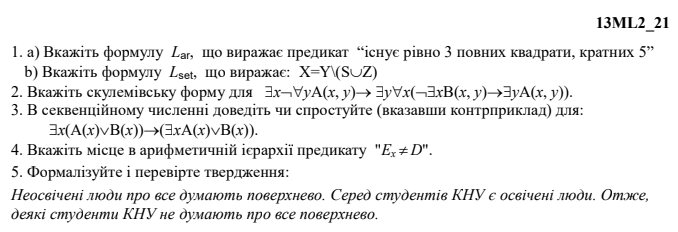 13ML2_21
1. a) Вкажіть формулу Lar, що виражає предикат “існує рівно 3 повних квадрати, кратних 5”
b) Вкажіть формулу Lset, що виражає: X=Y\(S∪Z)
2. Вкажіть скулемівську форму для ∃x¬∀yA(x, y)→ ∃y∀x(¬∃xB(x, y)→∃yA(x, y)).
3. В секвенційному численні доведіть чи спростуйте (вказавши контрприклад) для:
∃x(A(x)∨B(x))→(∃xA(x)∨B(x)).
4. Вкажіть місце в арифметичній ієрархії предикату "Eₓ ≠ D".
5. Формалізуйте і перевірте твердження:
Неосвічені люди про все думають поверхнево. Серед студентів КНУ є освічені люди. Отже,
деякі студенти КНУ не думають про все поверхнево.